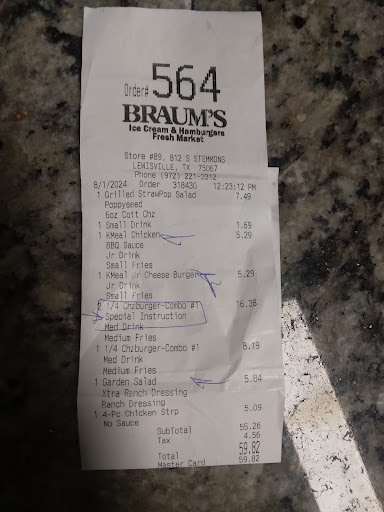 Order# 564
BRAUM'S
Ice Cream & Hamburgers
Fresh Market
Store #89, 812 S STEMMONS
LEWISVILLE, TX 75067
Phone (972) 221-3312
8/1/2024 Order 318430 12:23:12 PM
1 Grilled StrawPop Salad 7.49
Poppyseed
6oz Cott Chz
1 Small Drink 1.69
1 KMeal Chicken 5.29
BBQ Sauce
Jr Drink
Small Fries
1 KMeal Jr Cheese Burger 5.29
Jr Drink
Small Fries
2 1/4 Chzburger-Combo #1 16.38
Special Instruction
Med Drink
Medium Fries
1 1/4 Chzburger-Combo #1 8.19
Med Drink
Medium Fries
1 Garden Salad 5.84
Xtra Ranch Dressing
Ranch Dressing
1 4-Pc Chicken Strp 5.09
No Sauce
SubTotal 55.26
Tax 4.56
Total 59.82
Master Card 59.82